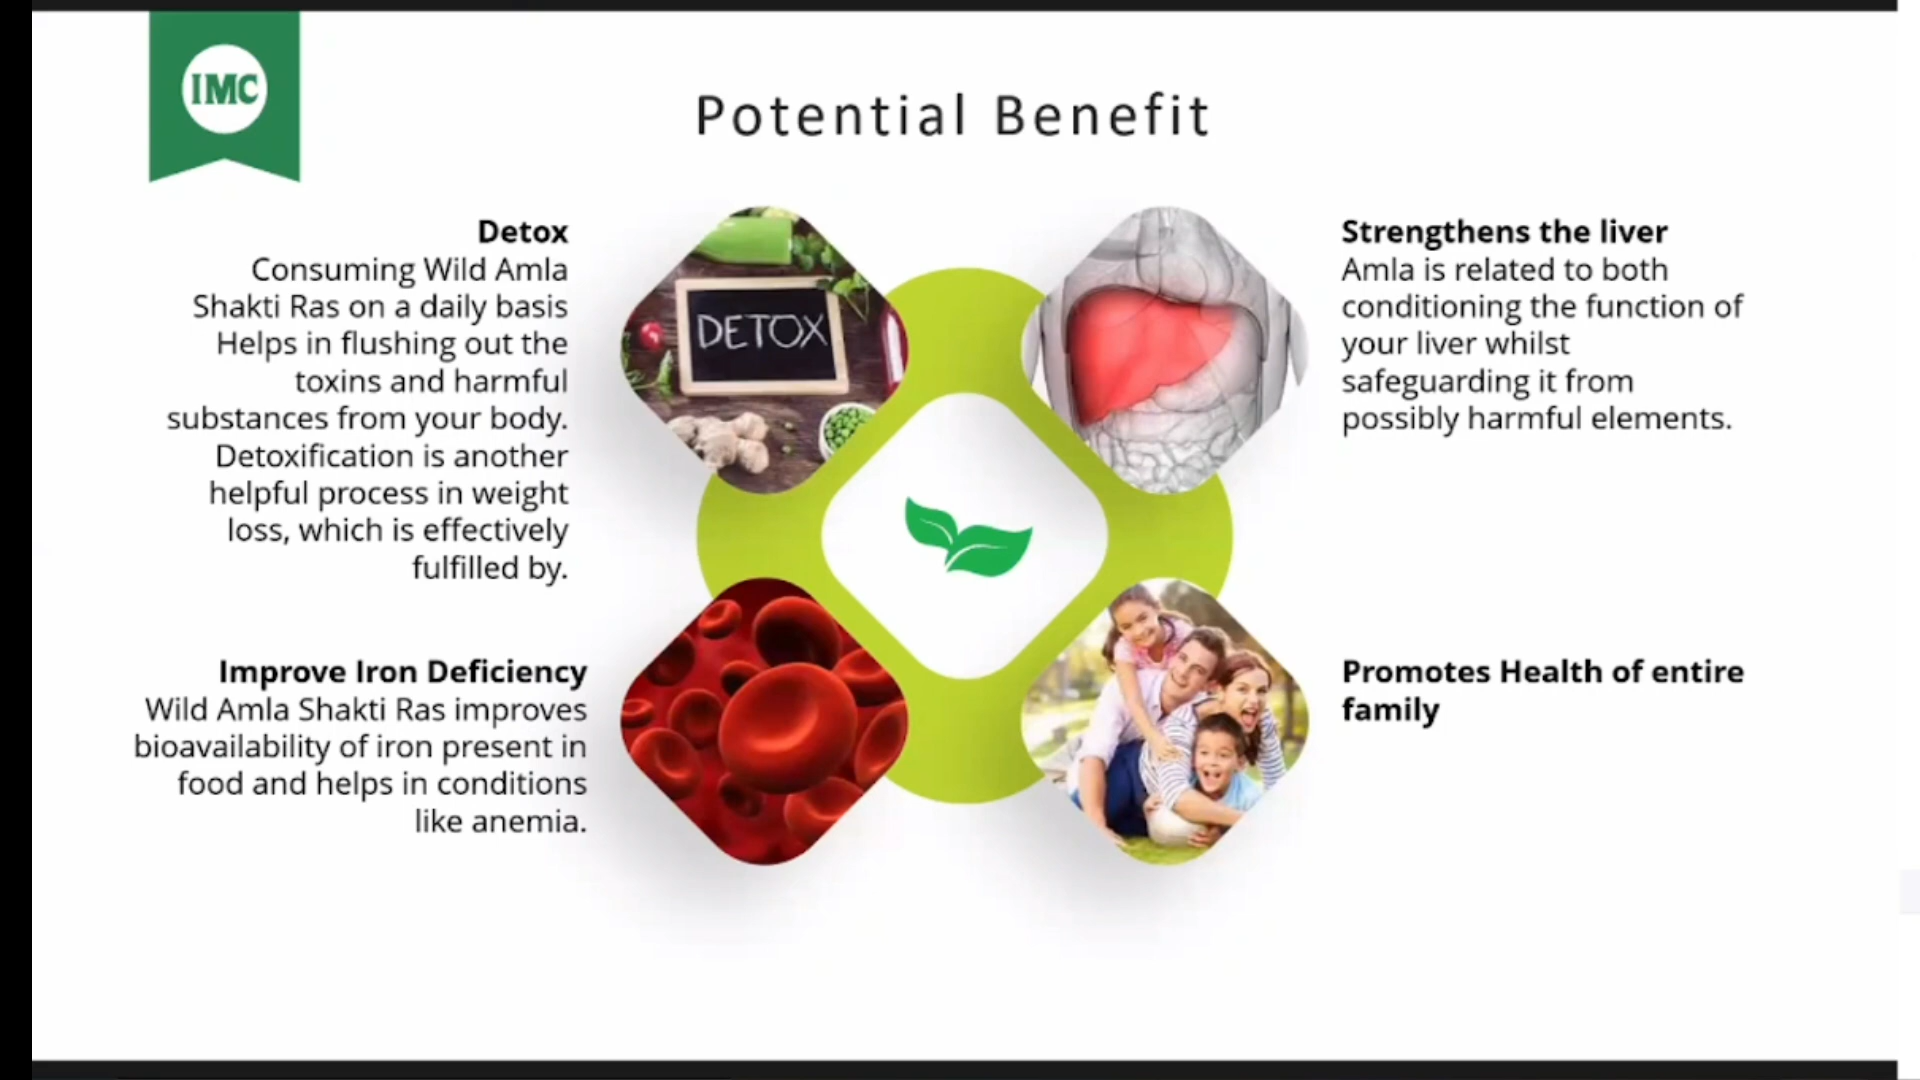 IMC
Potential Benefit
Detox
Consuming Wild Amla
Shakti Ras on a daily basis
Helps in flushing out the
toxins and harmful
substances from your body.
Detoxification is another
helpful process in weight
loss, which is effectively
fulfilled by.
DETOX
Strengthens the liver
Amla is related to both
conditioning the function of
your liver whilst
safeguarding it from
possibly harmful elements.
Improve Iron Deficiency
Wild Amla Shakti Ras improves
bioavailability of iron present in
food and helps in conditions
like anemia.
Promotes Health of entire
family